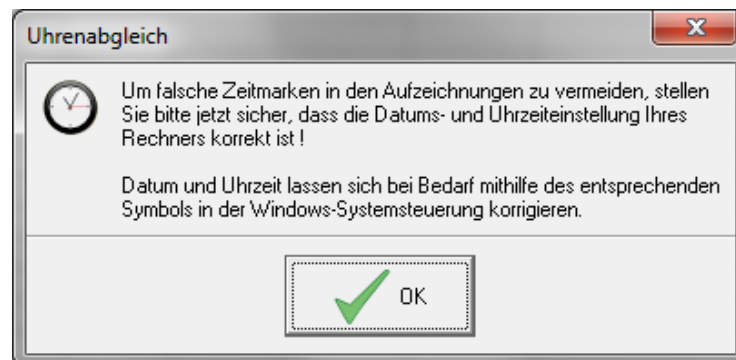 Uhrenabgleich
Um falsche Zeitmarken in den Aufzeichnungen zu vermeiden, stellen
Sie bitte jetzt sicher, dass die Datums- und Uhrzeiteinstellung Ihres
Rechners korrekt ist !
Datum und Uhrzeit lassen sich bei Bedarf mithilfe des entsprechenden
Symbols in der Windows-Systemsteuerung korrigieren.
OK